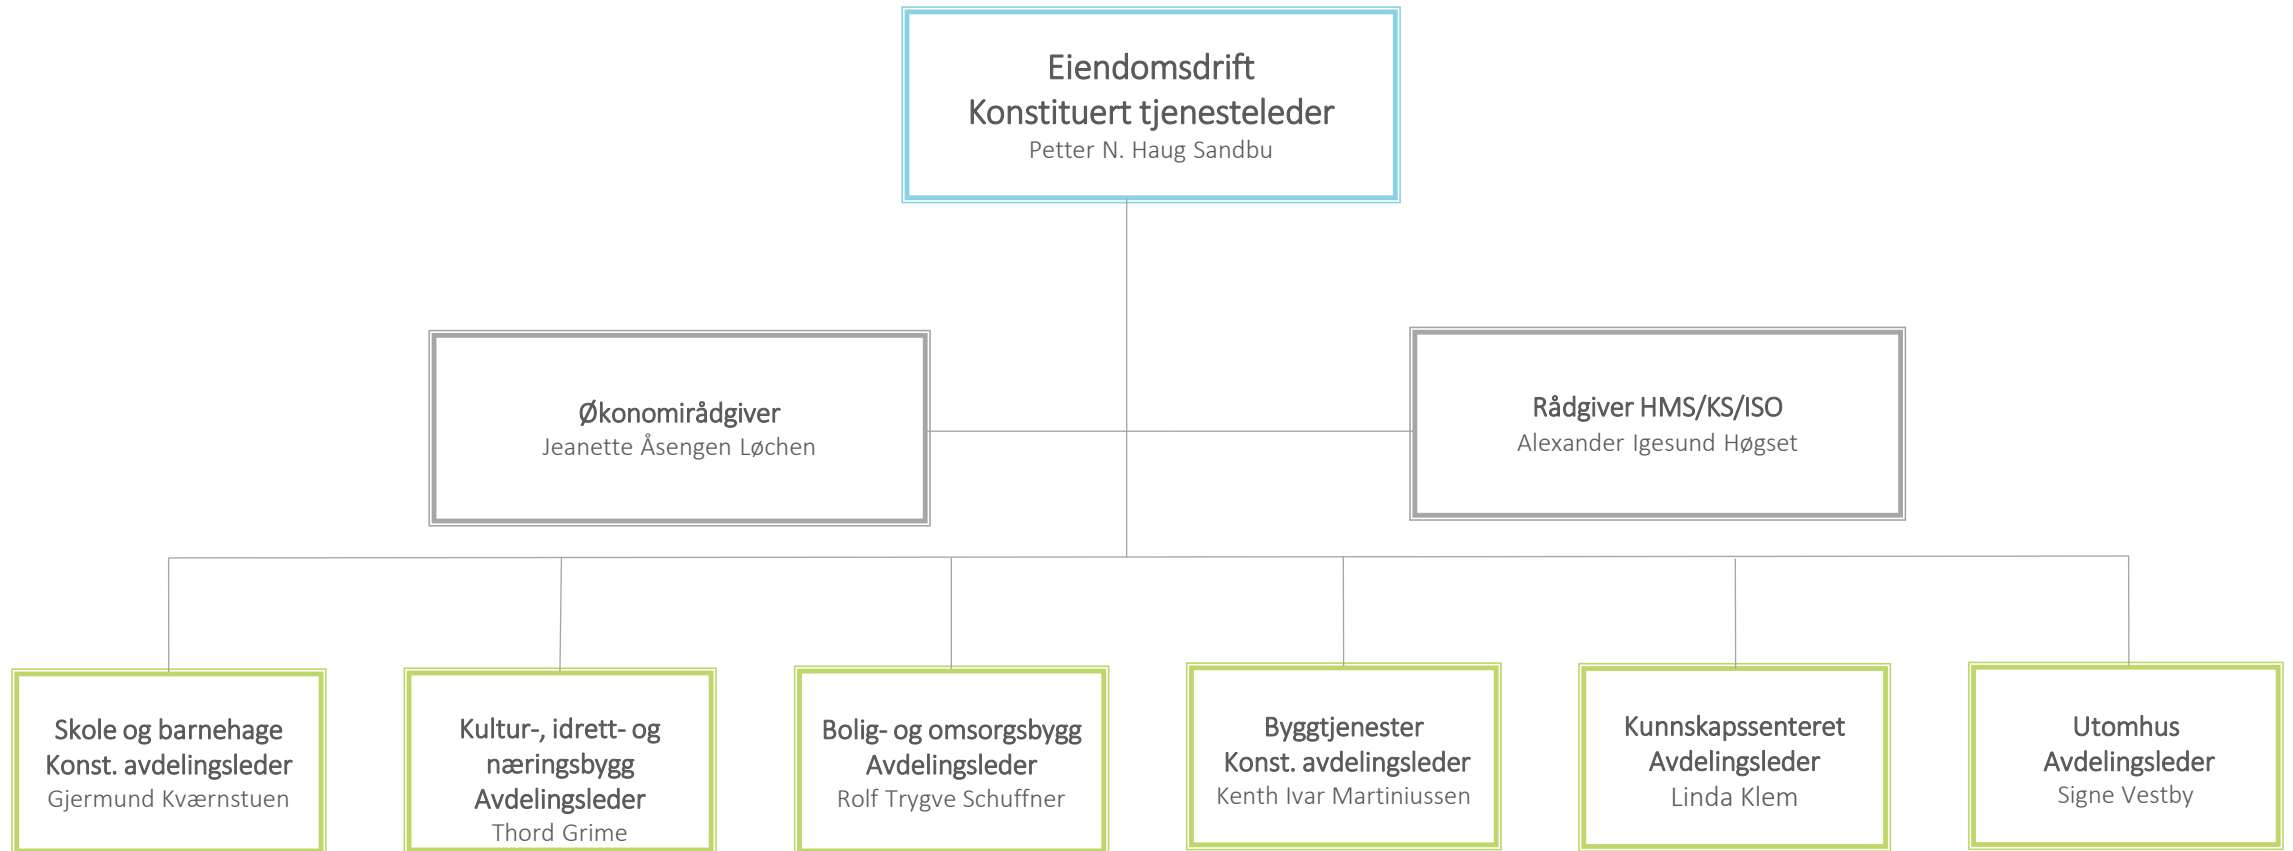 Eiendomsdrift
Konstituert tjenesteleder
Petter N. Haug Sandbu
Økonomirådgiver
Jeanette Åsengen Løchen
Rådgiver HMS/KS/ISO
Alexander Igesund Høgset
Skole og barnehage
Konst. avdelingsleder
Gjermund Kværnstuen
Kultur-, idrett- og
næringsbygg
Avdelingsleder
Thord Grime
Bolig- og omsorgsbygg
Avdelingsleder
Rolf Trygve Schuffner
Byggtjenester
Konst. avdelingsleder
Kenth Ivar Martiniussen
Kunnskapssenteret
Avdelingsleder
Linda Klem
Utomhus
Avdelingsleder
Signe Vestby